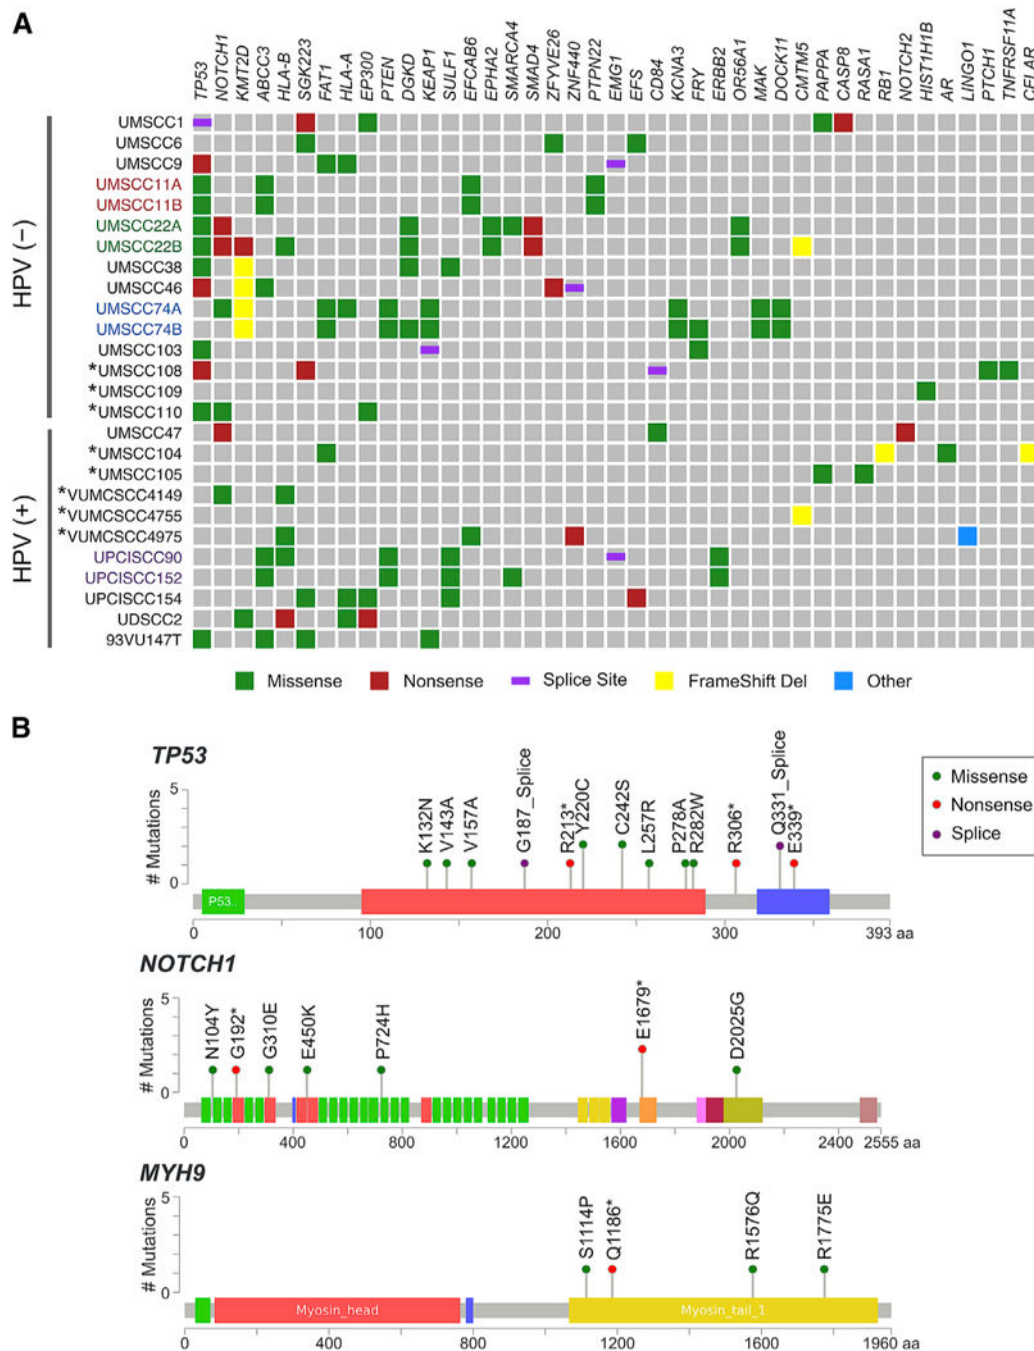 A
TP53 NOTCH1 KMT2D ABCC3 HLA-B SGK223 FAT1 HLA-A EP300 PTEN DGKD KEAP1 SULF1 EFCAB6 EPHA2 SMARCA4 SMAD4 ZFYVE26 ZNF440 PTPN22 EMG1 EFS CD84 KCNA3 FRY ERBB2 OR56A1 MAK DOCK11 CMTM5 PAPPA CASP8 RASA1 RB1 NOTCH2 HIST1H1B AR LINGO1 PTCH1 TNFRSF11A CFLAR
HPV (−)
UMSCC1
UMSCC6
UMSCC9
UMSCC11A
UMSCC11B
UMSCC22A
UMSCC22B
UMSCC38
UMSCC46
UMSCC74A
UMSCC74B
UMSCC103
*UMSCC108
*UMSCC109
*UMSCC110
HPV (+)
UMSCC47
*UMSCC104
*UMSCC105
*VUMCSCC4149
*VUMCSCC4755
*VUMCSCC4975
UPCISCC90
UPCISCC152
UPCISCC154
UDSCC2
93VU147T
Missense Nonsense Splice Site FrameShift Del Other
B
TP53
# Mutations
5
0
K132N V143A V157A G187_Splice R213* Y220C C242S L257R P278A R282W R306* Q331_Splice E339*
P53..
0 100 200 300 393 aa
Missense
Nonsense
Splice
NOTCH1
# Mutations
5
0
N104Y G192* G310E E450K P724H E1679* D2025G
0 400 800 1200 1600 2000 2400 2555 aa
MYH9
# Mutations
5
0
S1114P Q1186* R1576Q R1775E
Myosin_head Myosin_tail_1
0 400 800 1200 1600 1960 aa